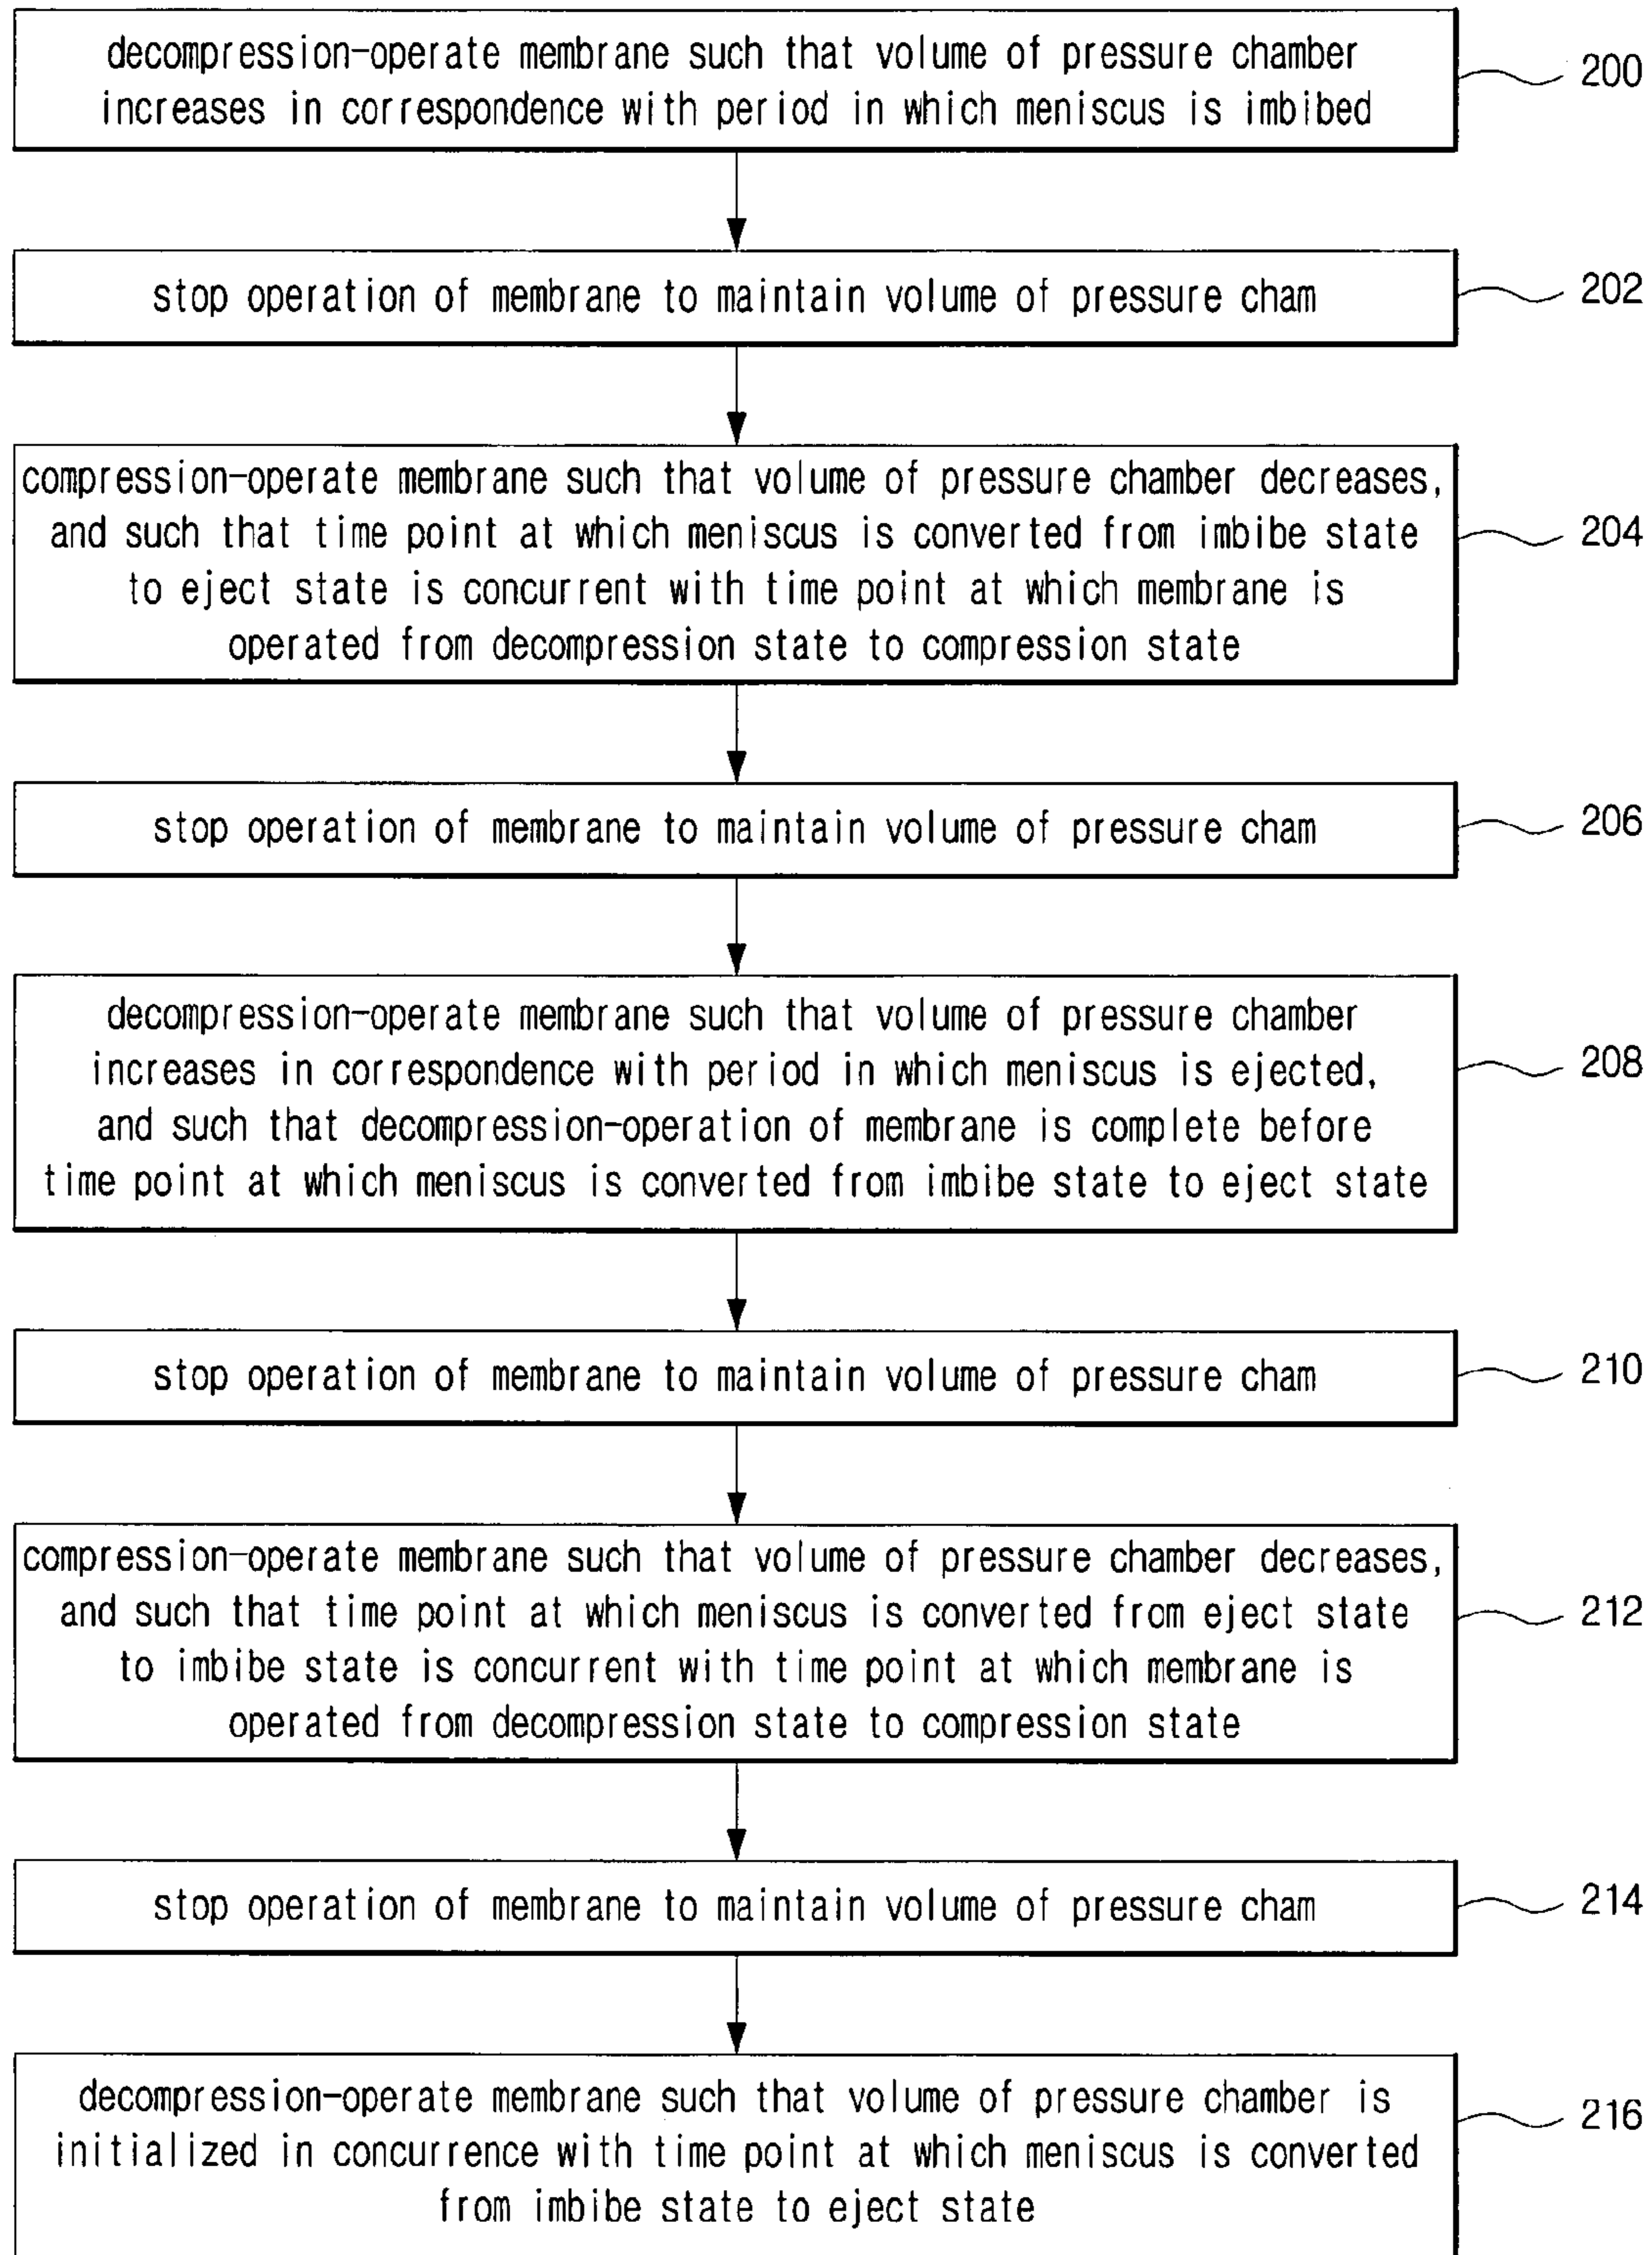 decompression-operate membrane such that volume of pressure chamber
increases in correspondence with period in which meniscus is imbibed
200
stop operation of membrane to maintain volume of pressure cham
202
compression-operate membrane such that volume of pressure chamber decreases,
and such that time point at which meniscus is converted from imbibe state
to eject state is concurrent with time point at which membrane is
operated from decompression state to compression state
204
stop operation of membrane to maintain volume of pressure cham
206
decompression-operate membrane such that volume of pressure chamber
increases in correspondence with period in which meniscus is ejected,
and such that decompression-operation of membrane is complete before
time point at which meniscus is converted from imbibe state to eject state
208
stop operation of membrane to maintain volume of pressure cham
210
compression-operate membrane such that volume of pressure chamber decreases,
and such that time point at which meniscus is converted from eject state
to imbibe state is concurrent with time point at which membrane is
operated from decompression state to compression state
212
stop operation of membrane to maintain volume of pressure cham
214
decompression-operate membrane such that volume of pressure chamber is
initialized in concurrence with time point at which meniscus is converted
from imbibe state to eject state
216